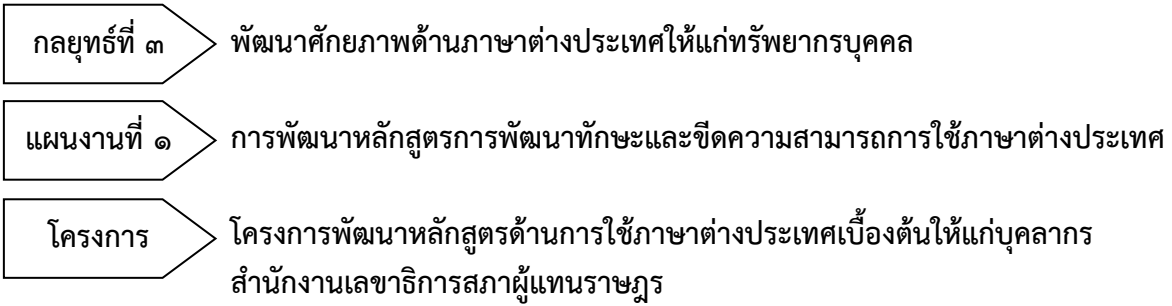 กลยุทธ์ที่ ๓ พัฒนาศักยภาพด้านภาษาต่างประเทศให้แก่ทรัพยากรบุคคล
แผนงานที่ ๑ การพัฒนาหลักสูตรการพัฒนาทักษะและขีดความสามารถการใช้ภาษาต่างประเทศ
โครงการ โครงการพัฒนาหลักสูตรด้านการใช้ภาษาต่างประเทศเบื้องต้นให้แก่บุคลากร
สำนักงานเลขาธิการสภาผู้แทนราษฎร